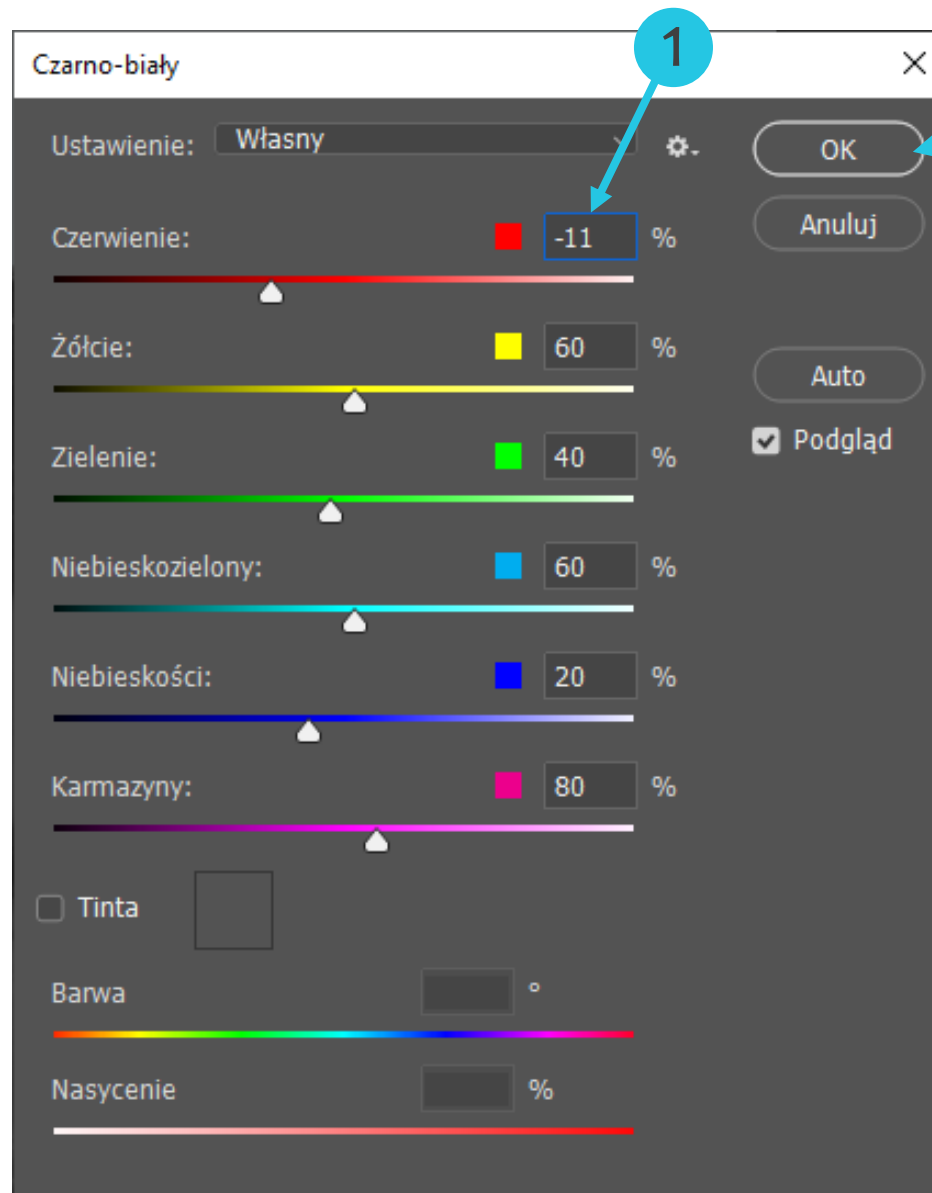 1
Czarno-biały
Ustawienie: Własny
OK
Czerwienie: -11 %
Anuluj
Żółcie: 60 %
Auto
Zielenie: 40 %
Podgląd
Niebieskozielony: 60 %
Niebieskości: 20 %
Karmazyny: 80 %
Tinta
Barwa °
Nasycenie %